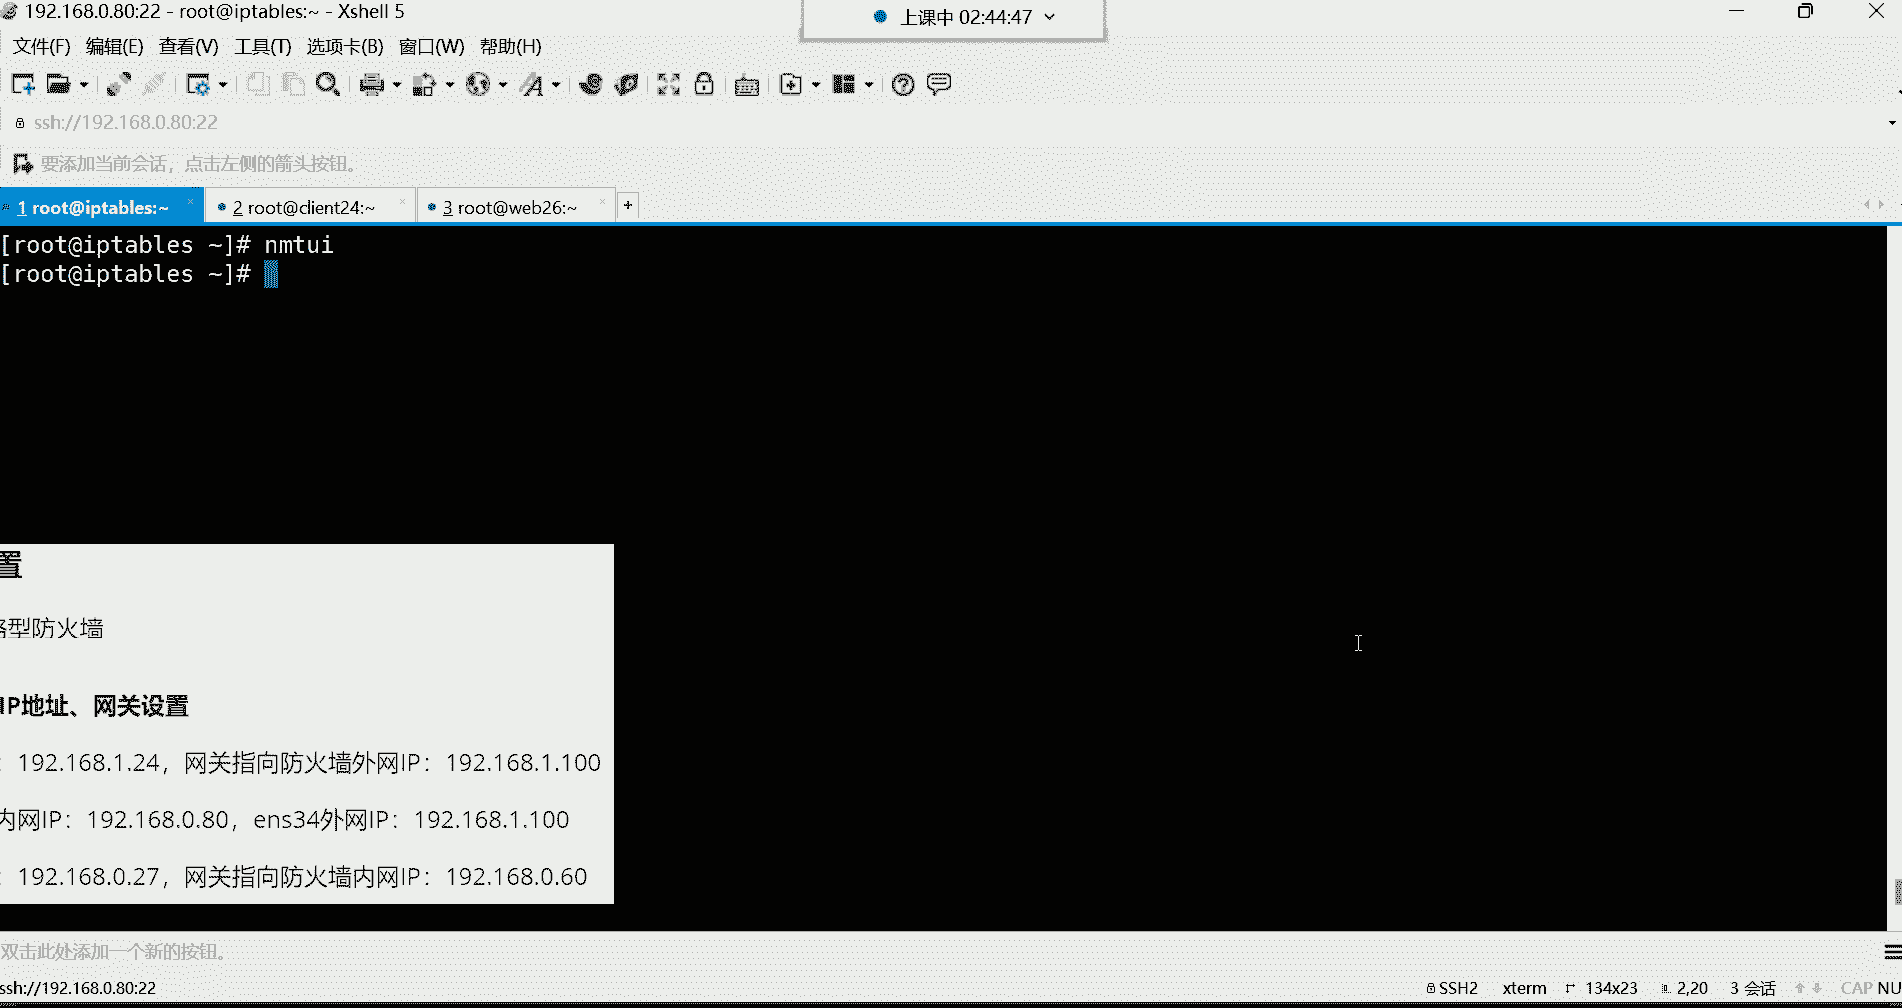 192.168.0.80:22 - root@iptables:~ - Xshell 5
上课中 02:44:47
文件(F) 编辑(E) 查看(V) 工具(T) 选项卡(B) 窗口(W) 帮助(H)
ssh://192.168.0.80:22
要添加当前会话，点击左侧的箭头按钮。
1 root@iptables:~ × 2 root@client24:~ × 3 root@web26:~ × +
[root@iptables ~]# nmtui
[root@iptables ~]#
置
型防火墙
IP地址、网关设置
：192.168.1.24，网关指向防火墙外网IP：192.168.1.100
内网IP：192.168.0.80，ens34外网IP：192.168.1.100
：192.168.0.27，网关指向防火墙内网IP：192.168.0.60
双击此处添加一个新的按钮。
ssh://192.168.0.80:22 SSH2 xterm 134x23 2,20 3 会话 CAP NU